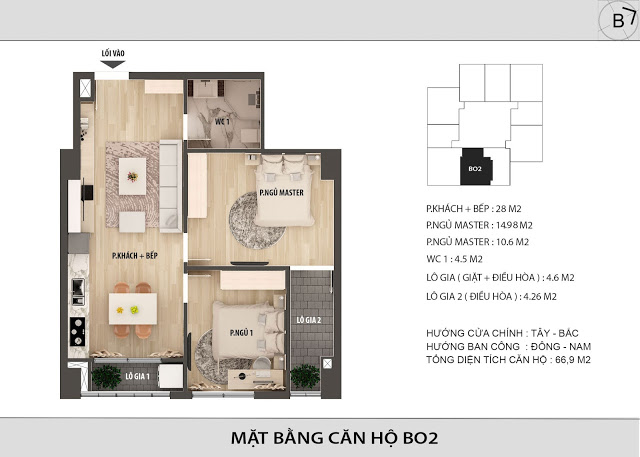 B
LỐI VÀO
WC 1
P.NGỦ MASTER
P.KHÁCH + BẾP
P.NGỦ 1
LÔ GIA 2
LÔ GIA 1
BO2
P.KHÁCH + BẾP : 28 M2
P.NGỦ MASTER : 14.98 M2
P.NGỦ MASTER : 10.6 M2
WC 1 : 4.5 M2
LÔ GIA ( GIẶT + ĐIỀU HÒA ) : 4.6 M2
LÔ GIA 2 ( ĐIỀU HÒA ) : 4.26 M2
HƯỚNG CỬA CHÍNH : TÂY - BẮC
HƯỚNG BAN CÔNG : ĐÔNG - NAM
TỔNG DIỆN TÍCH CĂN HỘ : 66,9 M2
MẶT BẰNG CĂN HỘ BO2